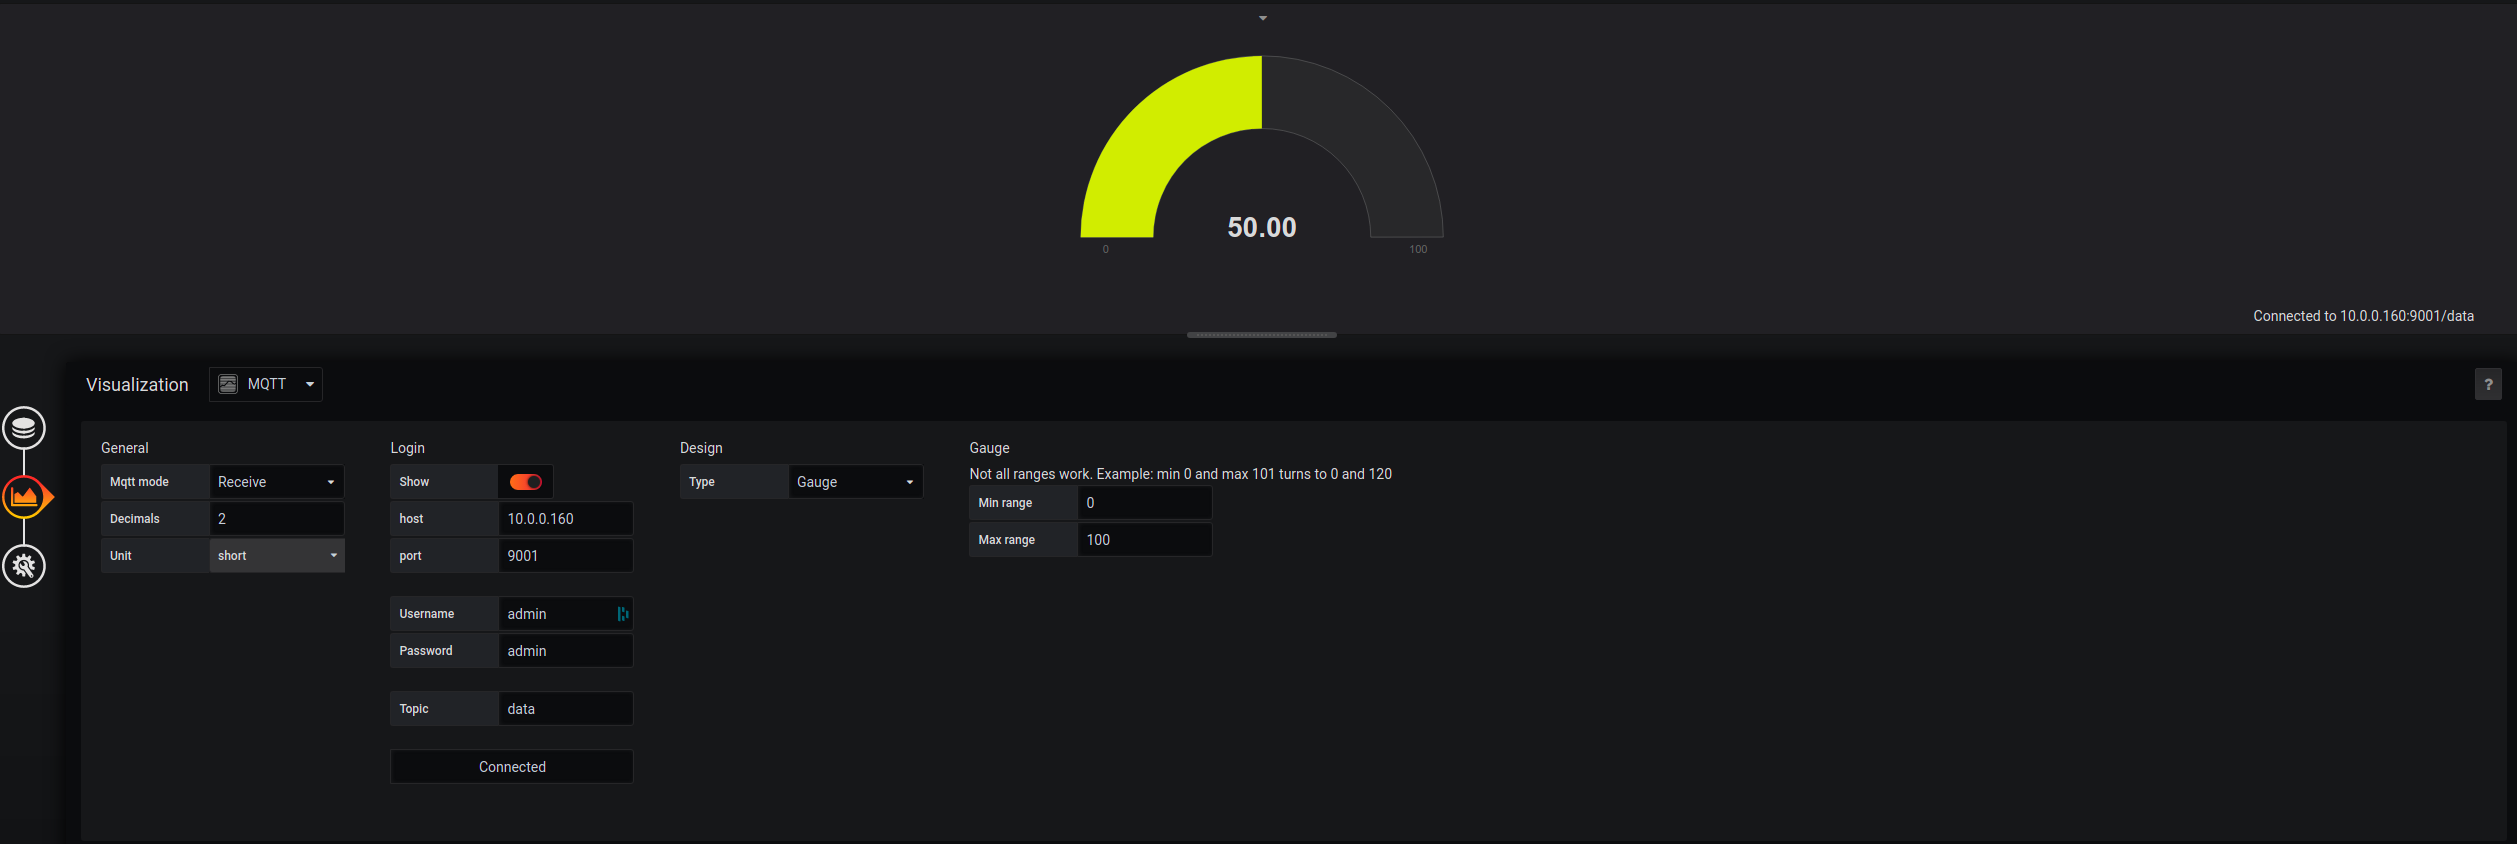 50.00
0
100
Connected to 10.0.0.160:9001/data
Visualization
MQTT
?
General
Mqtt mode
Receive
Decimals
2
Unit
short
Login
Show
host
10.0.0.160
port
9001
Username
admin
Password
admin
Topic
data
Connected
Design
Type
Gauge
Gauge
Not all ranges work. Example: min 0 and max 101 turns to 0 and 120
Min range
0
Max range
100